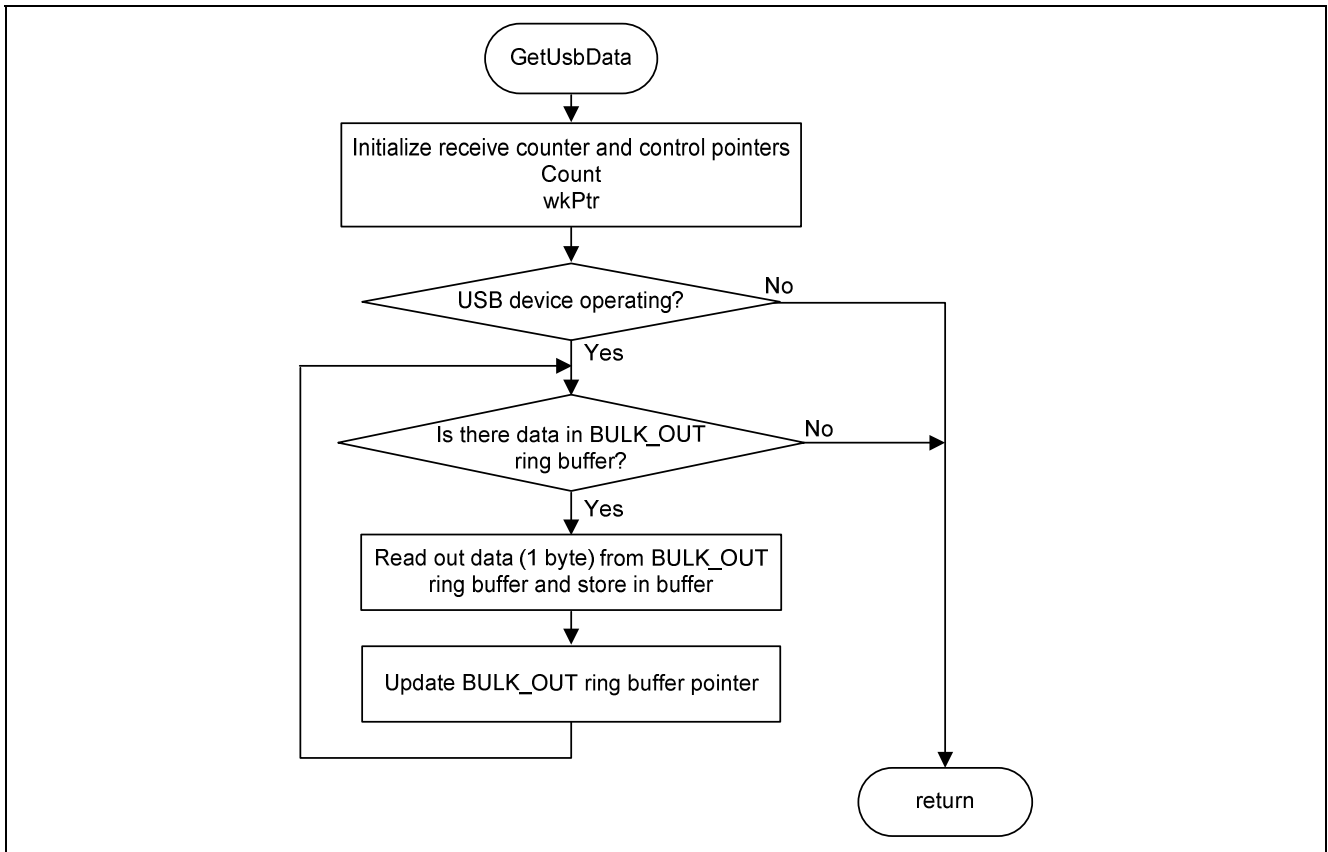 GetUsbData
Initialize receive counter and control pointers
Count
wkPtr
USB device operating?
No
Yes
Is there data in BULK_OUT
ring buffer?
No
Yes
Read out data (1 byte) from BULK_OUT
ring buffer and store in buffer
Update BULK_OUT ring buffer pointer
return